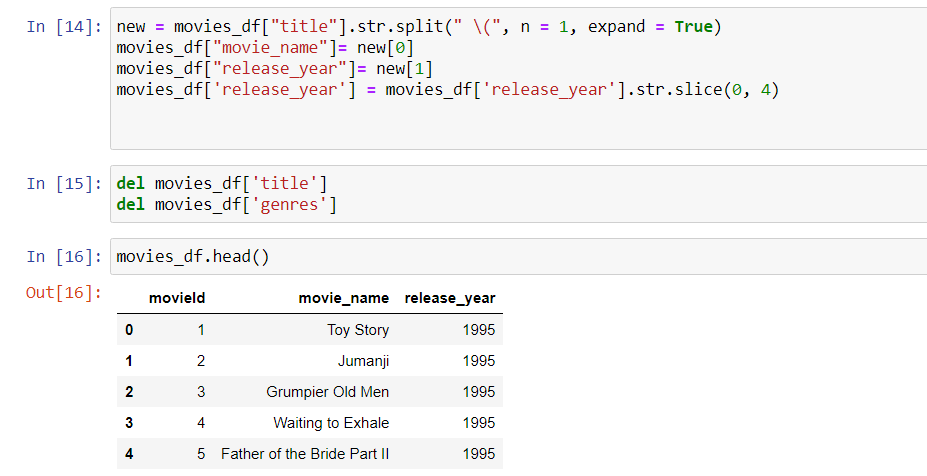 In [14]: new = movies_df["title"].str.split(" \(", n = 1, expand = True)
movies_df["movie_name"]= new[0]
movies_df["release_year"]= new[1]
movies_df['release_year'] = movies_df['release_year'].str.slice(0, 4)
In [15]: del movies_df['title']
del movies_df['genres']
In [16]: movies_df.head()
Out[16]:
movieId movie_name release_year
0 1 Toy Story 1995
1 2 Jumanji 1995
2 3 Grumpier Old Men 1995
3 4 Waiting to Exhale 1995
4 5 Father of the Bride Part II 1995